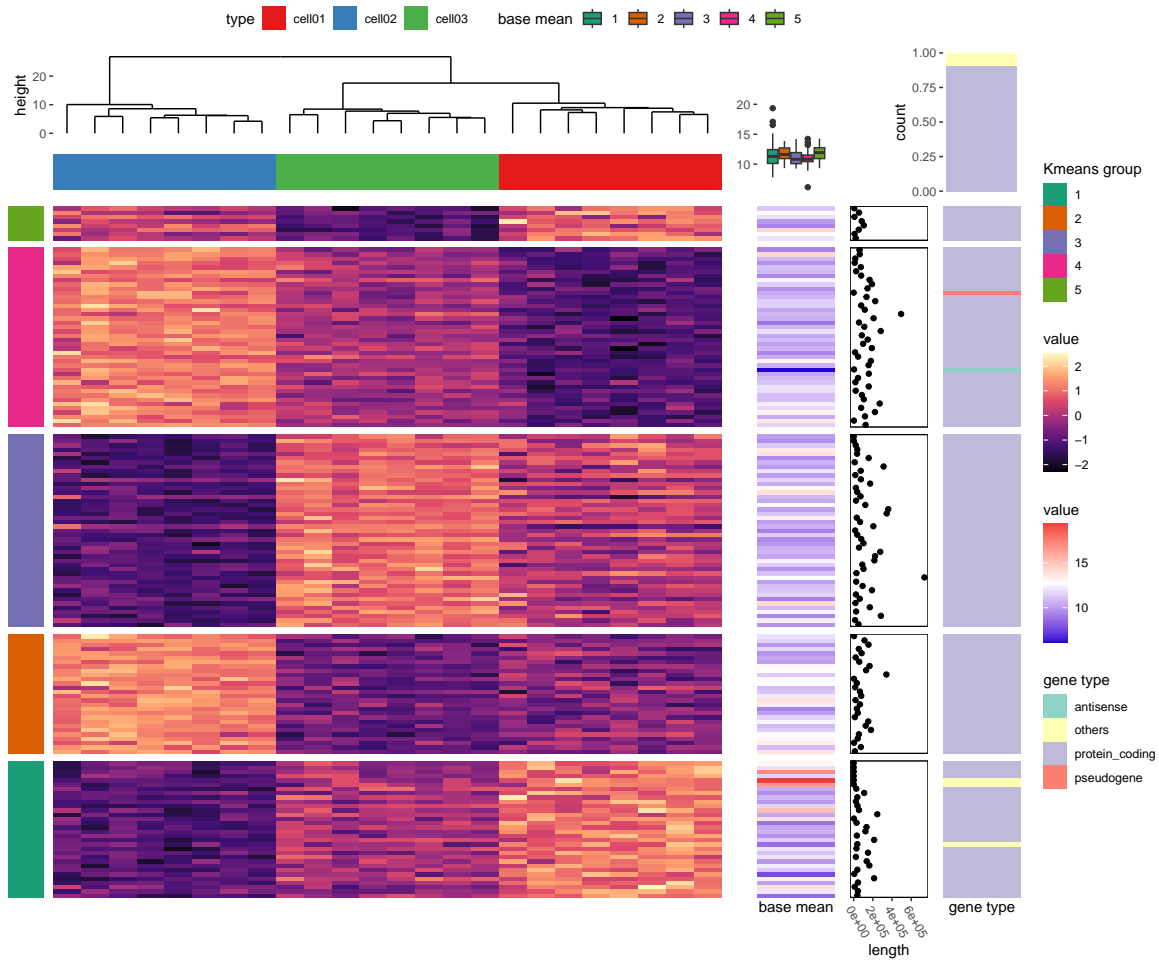 type cell01 cell02 cell03 base mean 1 2 3 4 5
height
20
10
0
20
15
10
count
1.00
0.75
0.50
0.25
0.00
Kmeans group
1
2
3
4
5
value
2
1
0
−1
−2
value
15
10
gene type
antisense
others
protein_coding
pseudogene
base mean
0e+00 2e+05 4e+05 6e+05
length
gene type